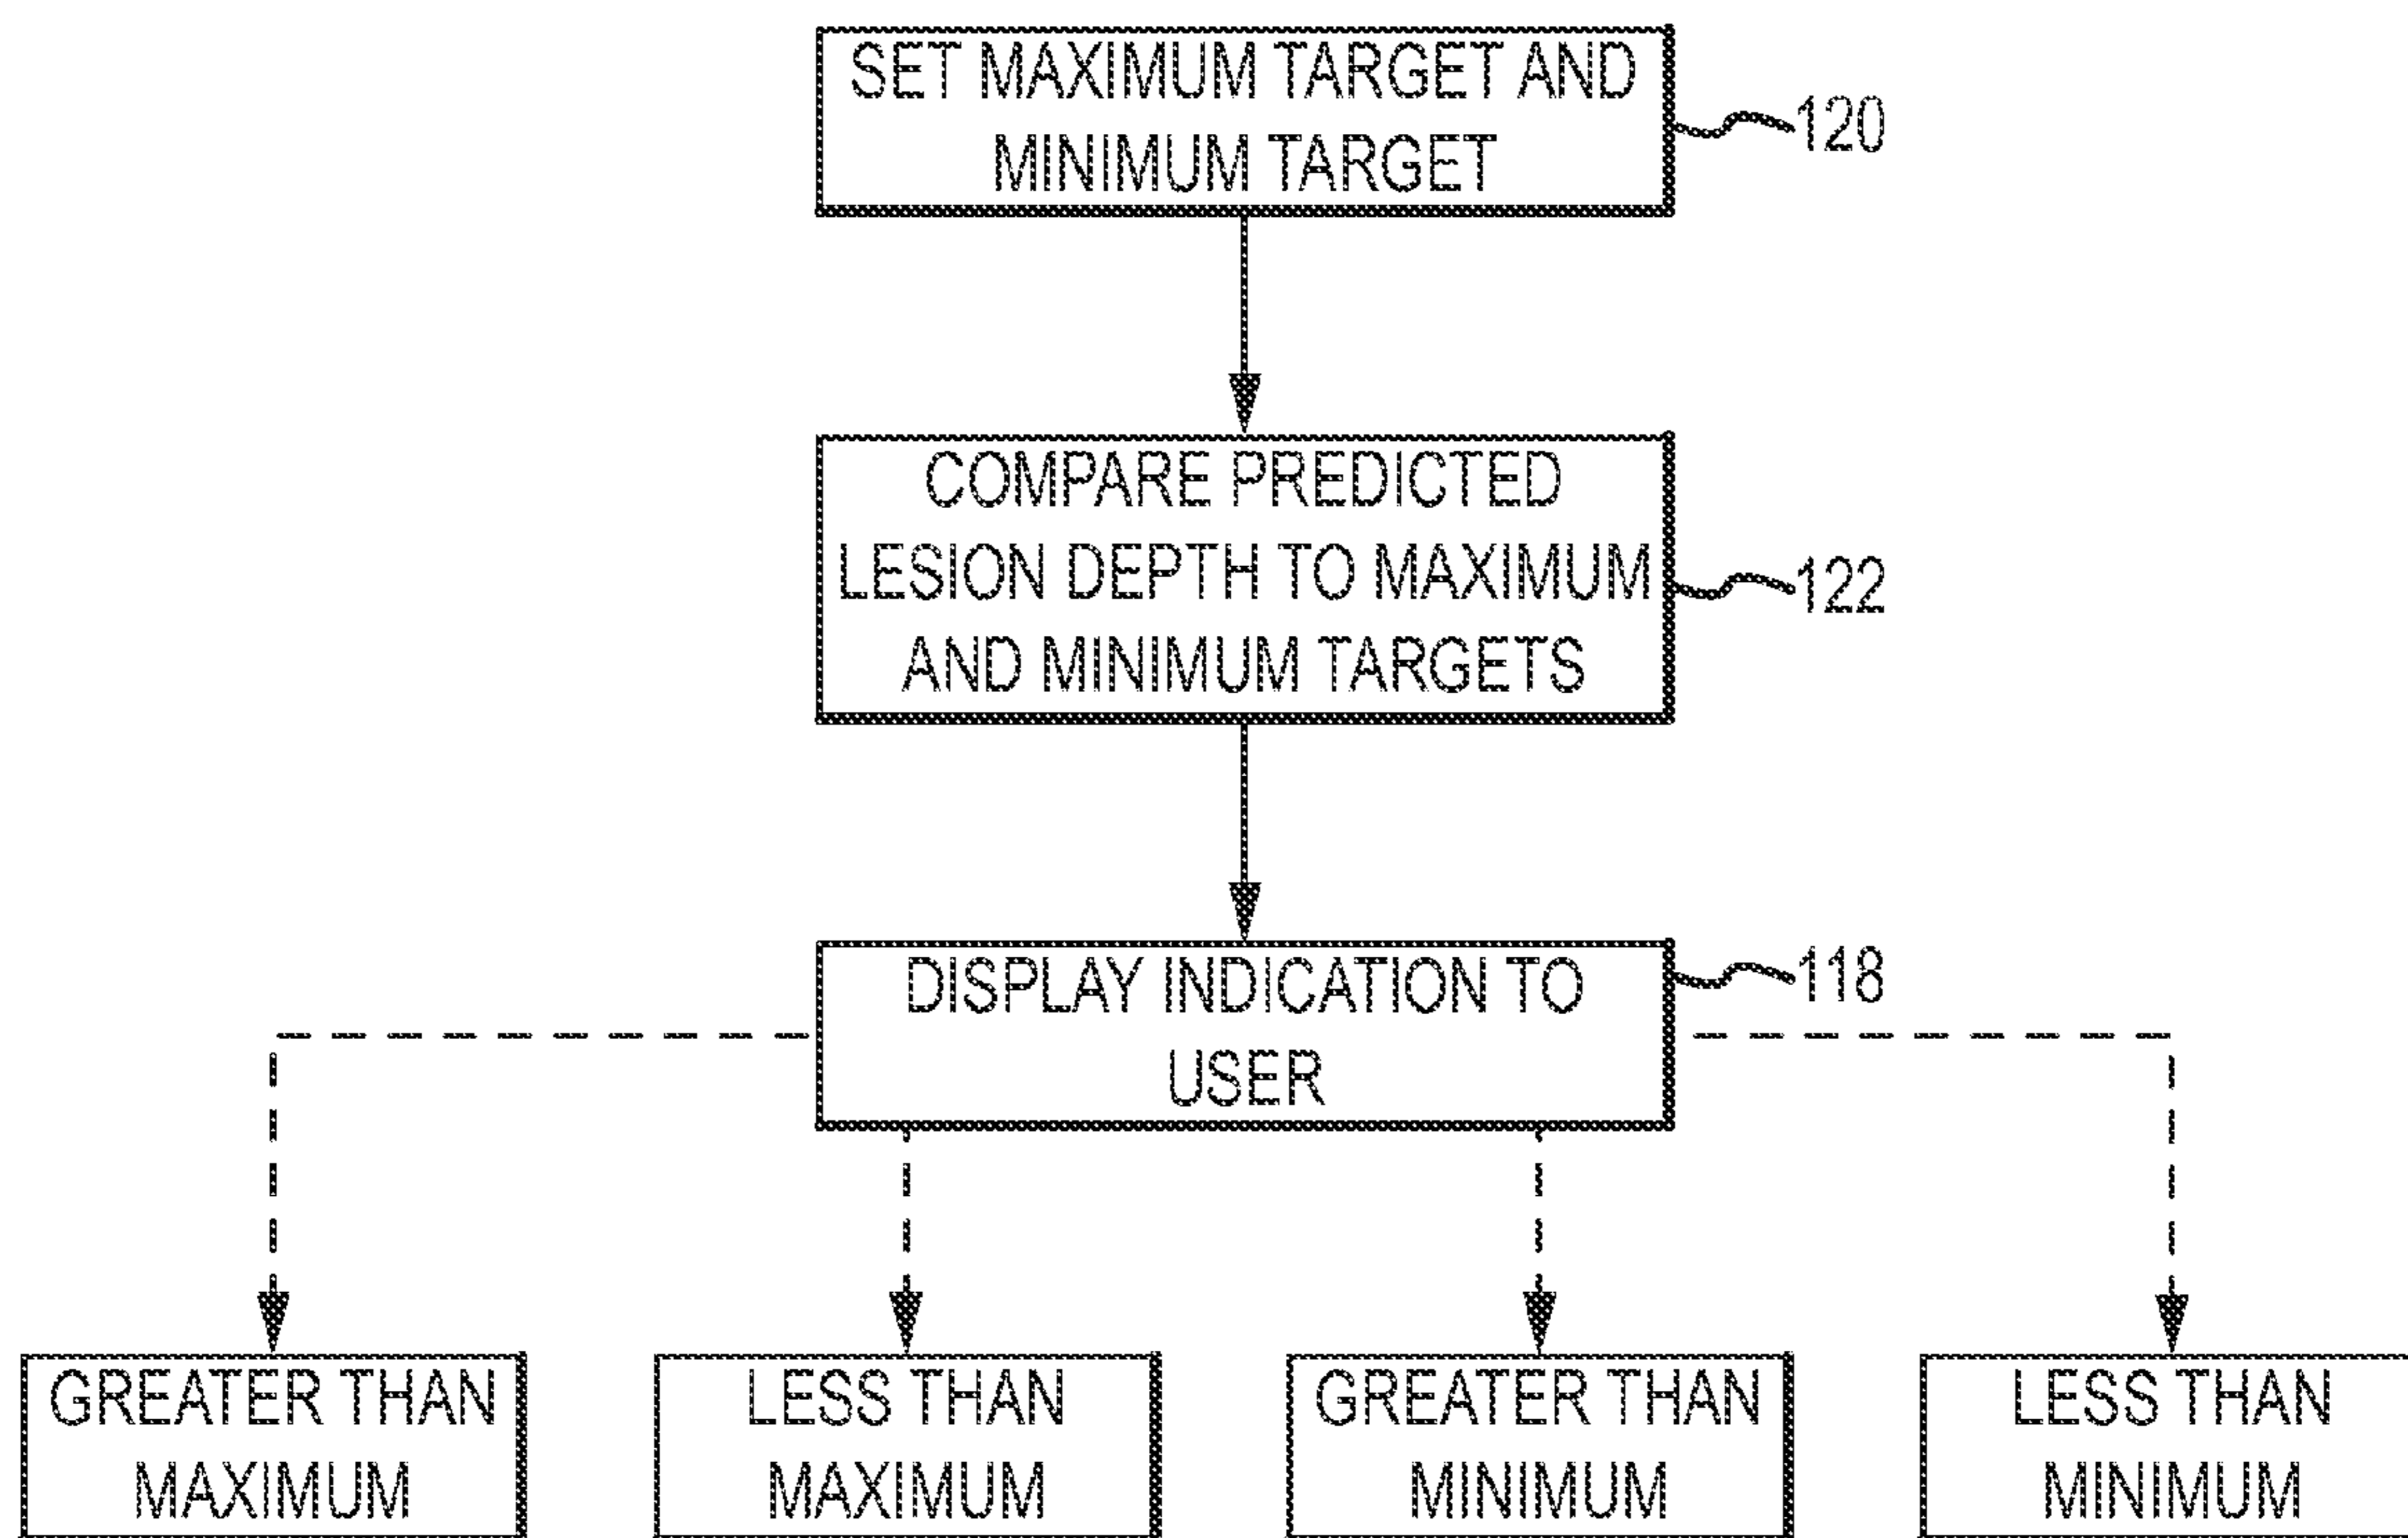 SET MAXIMUM TARGET AND
MINIMUM TARGET
120
COMPARE PREDICTED
LESION DEPTH TO MAXIMUM
AND MINIMUM TARGETS
122
DISPLAY INDICATION TO
USER
118
GREATER THAN
MAXIMUM
LESS THAN
MAXIMUM
GREATER THAN
MINIMUM
LESS THAN
MINIMUM